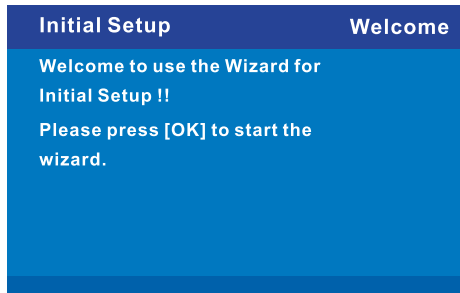 Initial Setup Welcome
Welcome to use the Wizard for
Initial Setup !!
Please press [OK] to start the
wizard.